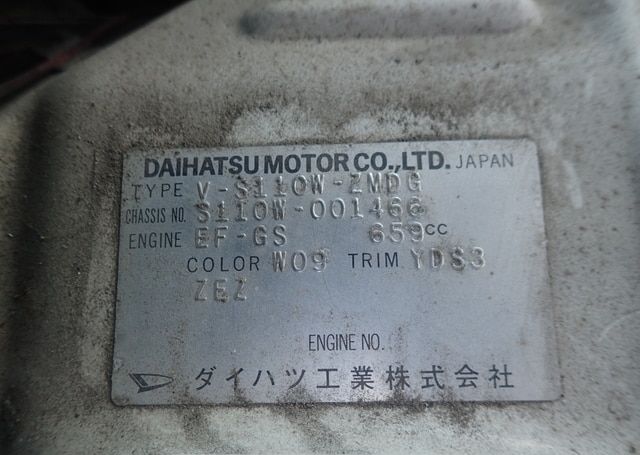 DAIHATSU MOTOR CO.,LTD. JAPAN
TYPE V-S110W-ZMDG
CHASSIS NO. S110W-001466
ENGINE EF-GS 659CC
COLOR W09 TRIM YDS3
ZEZ
ENGINE NO.
ダイハツ工業株式会社